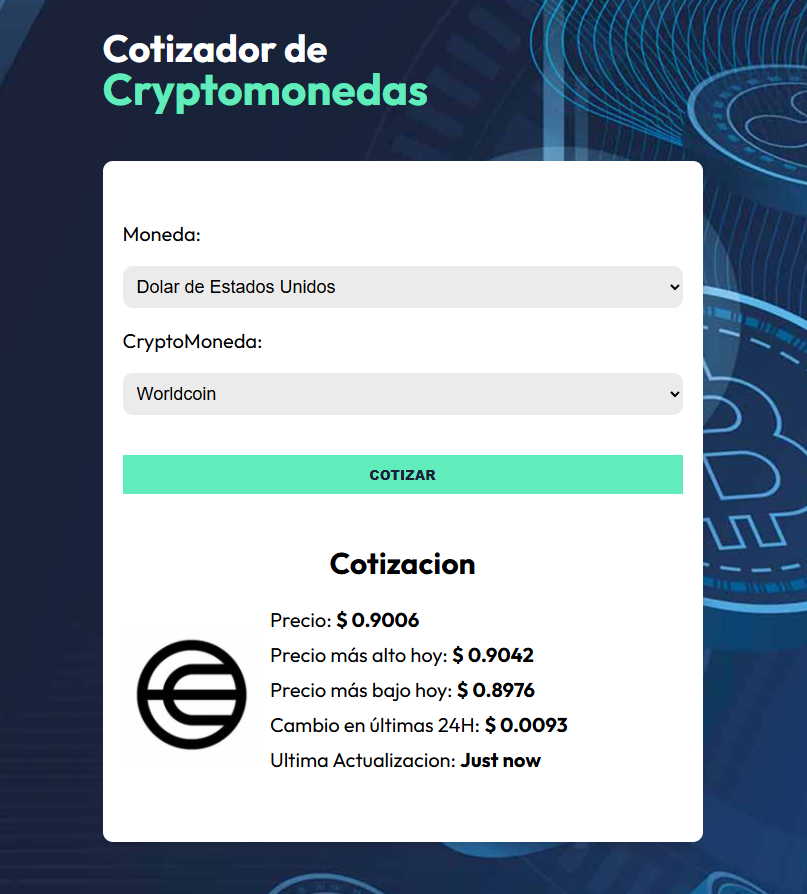 Cotizador de
Cryptomonedas
Moneda:
Dolar de Estados Unidos
CryptoMoneda:
Worldcoin
COTIZAR
Cotizacion
Precio: $ 0.9006
Precio más alto hoy: $ 0.9042
Precio más bajo hoy: $ 0.8976
Cambio en últimas 24H: $ 0.0093
Ultima Actualizacion: Just now